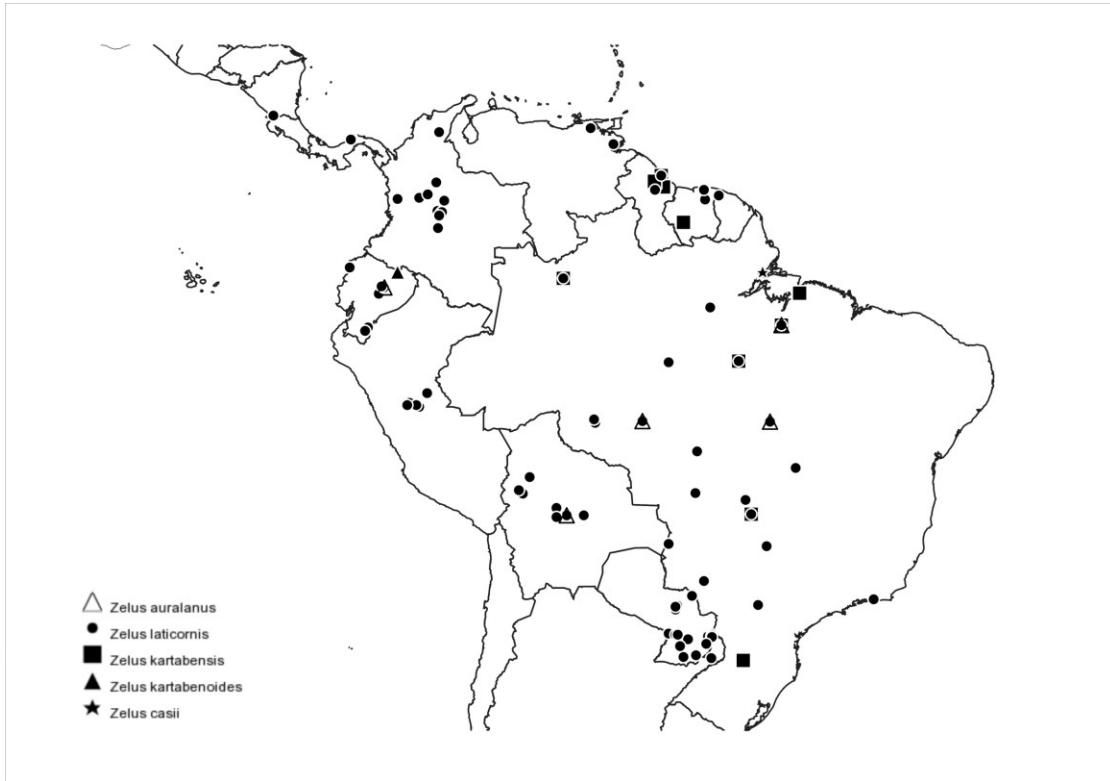 Zelus auralanus
Zelus laticornis
Zelus kartabensis
Zelus kartabenoides
Zelus casii